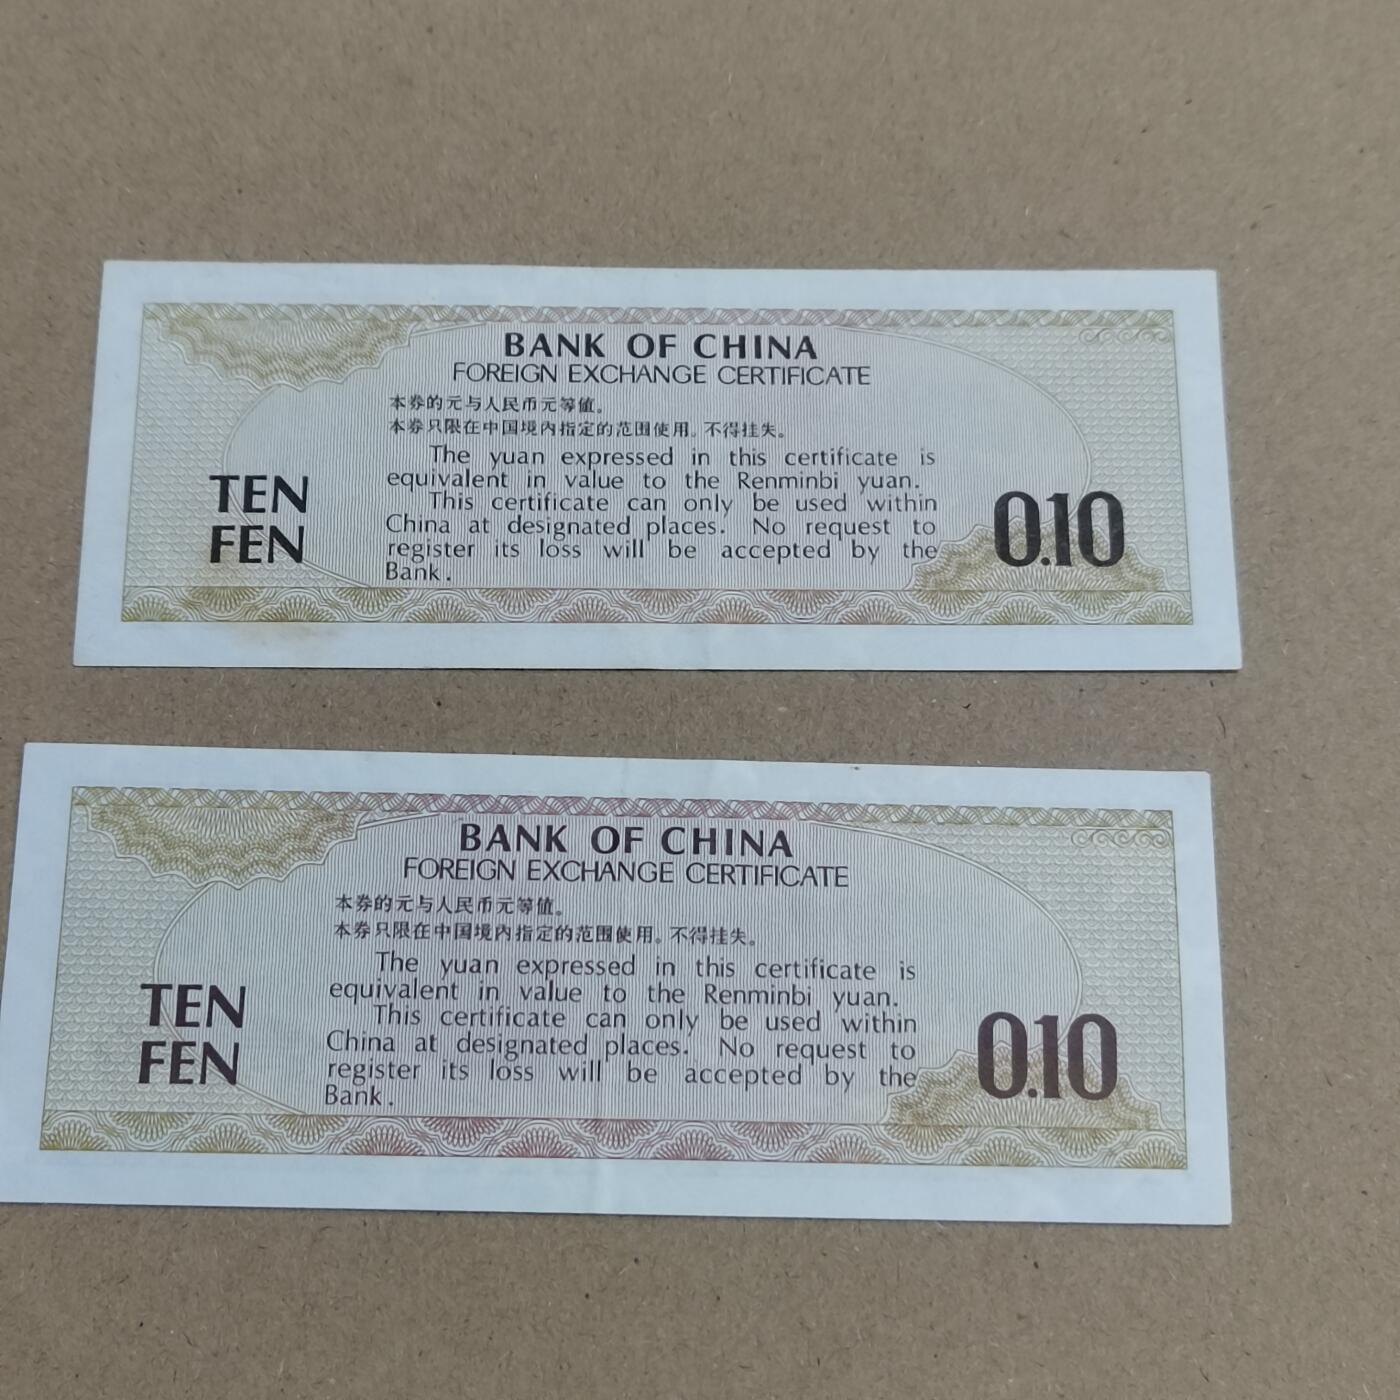 BANK OF CHINA
FOREIGN EXCHANGE CERTIFICATE
本券的元与人民币元等值。
本券只限在中国境内指定的范围使用。不得挂失。
The yuan expressed in this certificate is
equivalent in value to the Renminbi yuan.
This certificate can only be used within
China at designated places. No request to
register its loss will be accepted by the
Bank.
TEN
FEN
0.10
BANK OF CHINA
FOREIGN EXCHANGE CERTIFICATE
本券的元与人民币元等值。
本券只限在中国境内指定的范围使用。不得挂失。
The yuan expressed in this certificate is
equivalent in value to the Renminbi yuan.
This certificate can only be used within
China at designated places. No request to
register its loss will be accepted by the
Bank.
TEN
FEN
0.10